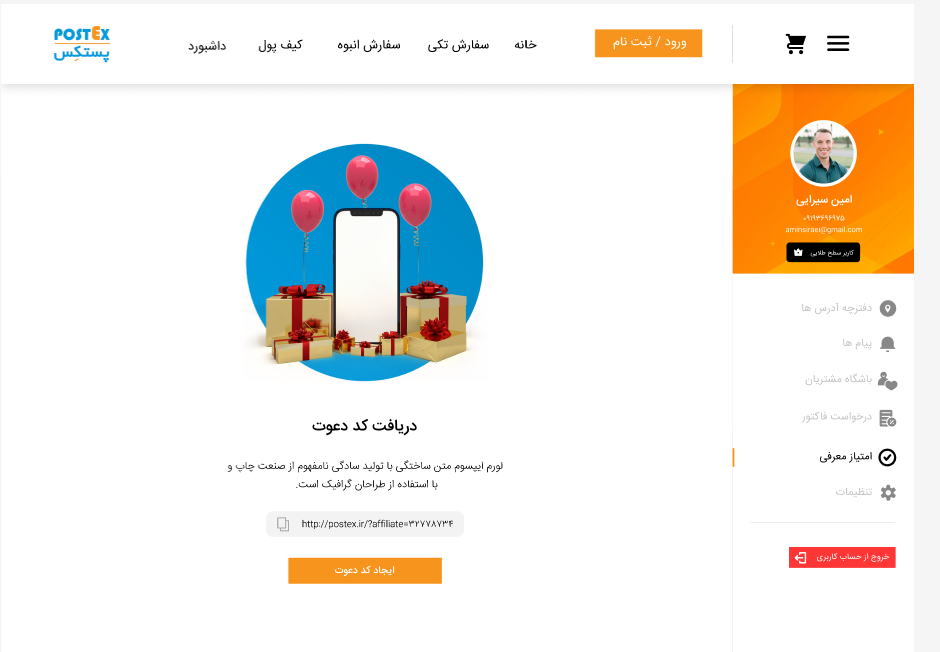 POSTEX
پستکس
ورود / ثبت نام
خانه
سفارش تکی
سفارش انبوه
کیف پول
داشبورد
امین سیرایی
۰۹۱۹۳۶۹۶۹۷۵
aminsiraei@gmail.com
کاربر سطح طلایی
دفترچه آدرس ها
پیام ها
باشگاه مشتریان
درخواست فاکتور
امتیاز معرفی
تنظیمات
خروج از حساب کاربری
دریافت کد دعوت
لورم ایپسوم متن ساختگی با تولید سادگی نامفهوم از صنعت چاپ و
با استفاده از طراحان گرافیک است.
http://postex.ir/?affiliate=۳۲۷۷۸۷۳۴
ایجاد کد دعوت